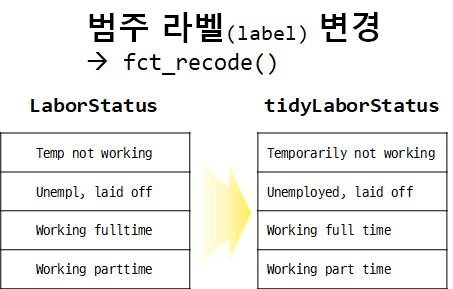 범주 라벨(label) 변경
→ fct_recode()
LaborStatus
tidyLaborStatus
Temp not working
Temporarily not working
Unempl, laid off
Unemployed, laid off
Working fulltime
Working full time
Working parttime
Working part time